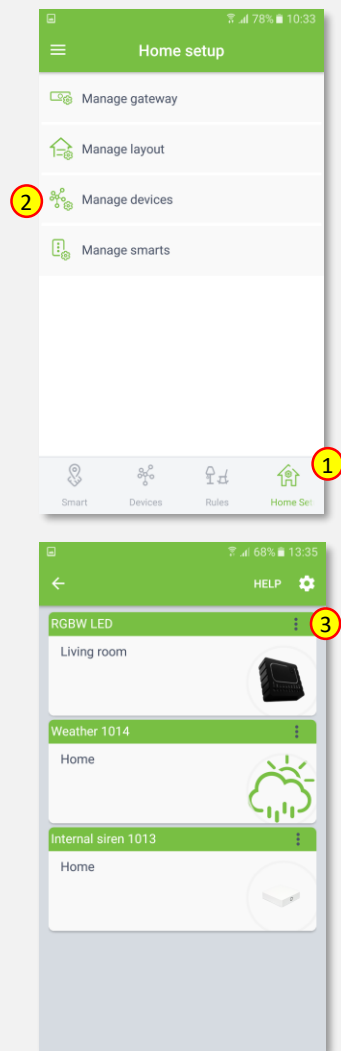 78% 10:33
Home setup
Manage gateway
Manage layout
2 Manage devices
Manage smarts
1
Smart Devices Rules Home Set
68% 13:35
HELP
RGBW LED 3
Living room
Weather 1014
Home
Internal siren 1013
Home